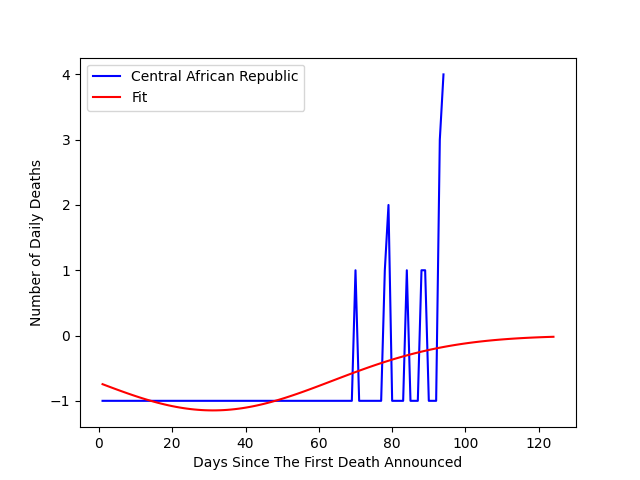 Central African Republic
Fit
Number of Daily Deaths
4
3
2
1
0
−1
0 20 40 60 80 100 120
Days Since The First Death Announced